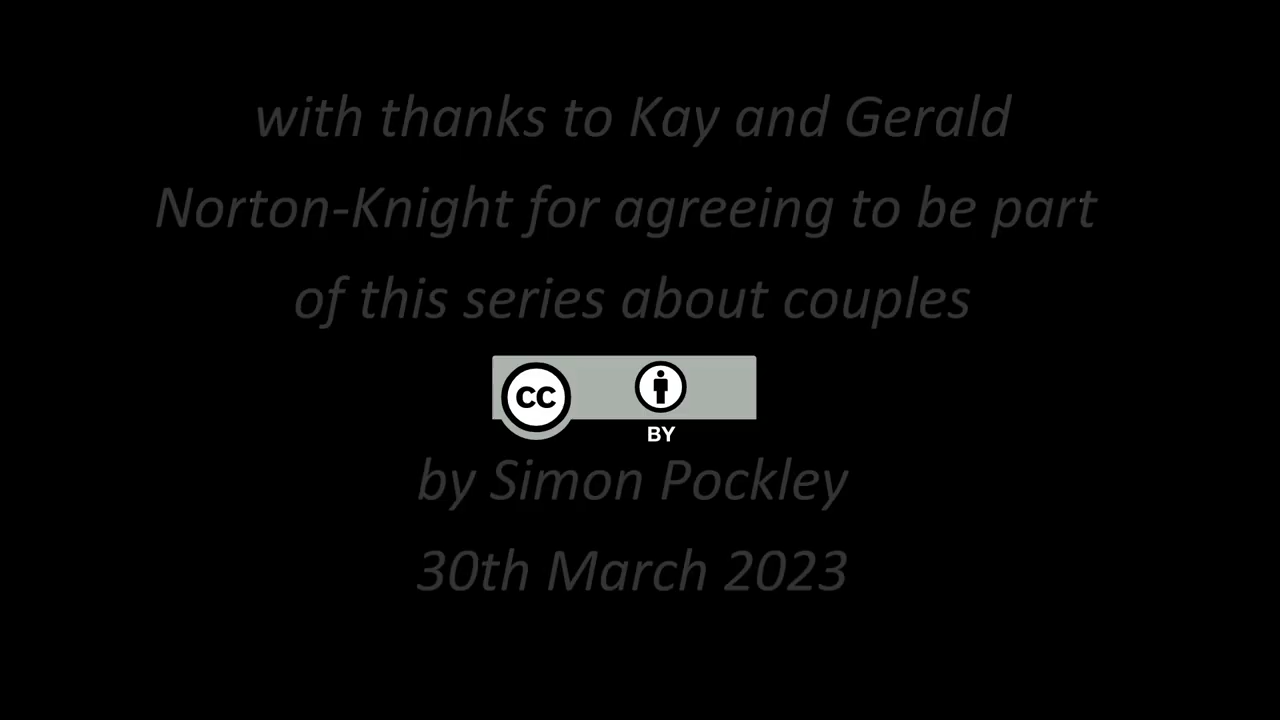 with thanks to Kay and Gerald
Norton-Knight for agreeing to be part
of this series about couples
CC
BY
by Simon Pockley
30th March 2023